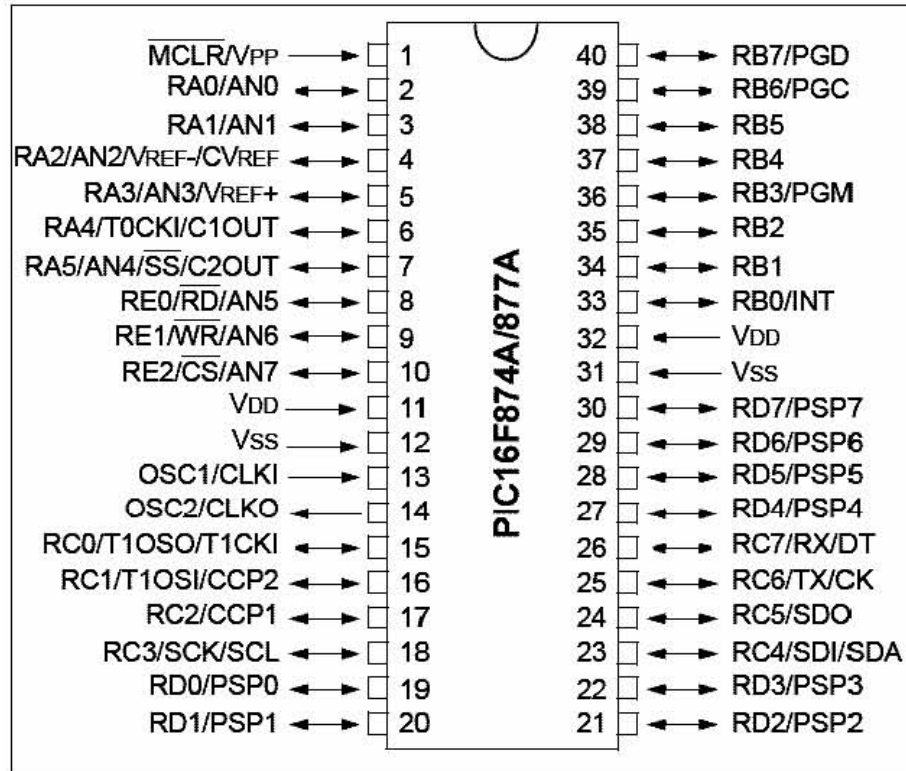 MCLR/VPP 1 40 RB7/PGD
RA0/AN0 2 39 RB6/PGC
RA1/AN1 3 38 RB5
RA2/AN2/VREF-/CVREF 4 37 RB4
RA3/AN3/VREF+ 5 36 RB3/PGM
RA4/T0CKI/C1OUT 6 35 RB2
RA5/AN4/SS/C2OUT 7 34 RB1
RE0/RD/AN5 8 33 RB0/INT
RE1/WR/AN6 9 32 VDD
RE2/CS/AN7 10 31 VSS
VDD 11 30 RD7/PSP7
VSS 12 29 RD6/PSP6
OSC1/CLKI 13 28 RD5/PSP5
OSC2/CLKO 14 27 RD4/PSP4
RC0/T1OSO/T1CKI 15 26 RC7/RX/DT
RC1/T1OSI/CCP2 16 25 RC6/TX/CK
RC2/CCP1 17 24 RC5/SDO
RC3/SCK/SCL 18 23 RC4/SDI/SDA
RD0/PSP0 19 22 RD3/PSP3
RD1/PSP1 20 21 RD2/PSP2
PIC16F874A/877A